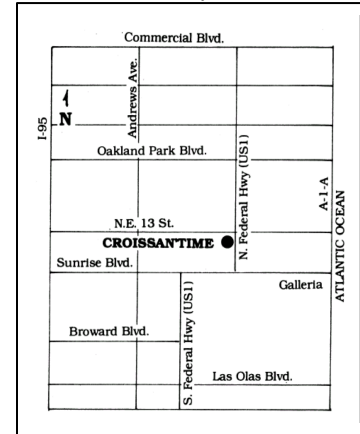 Commercial Blvd.
Andrews Ave.
N
I-95
Oakland Park Blvd.
N. Federal Hwy (US1)
A-1-A
ATLANTIC OCEAN
N.E. 13 St.
CROISSAN'TIME
Sunrise Blvd.
Galleria
S. Federal Hwy (US1)
Broward Blvd.
Las Olas Blvd.